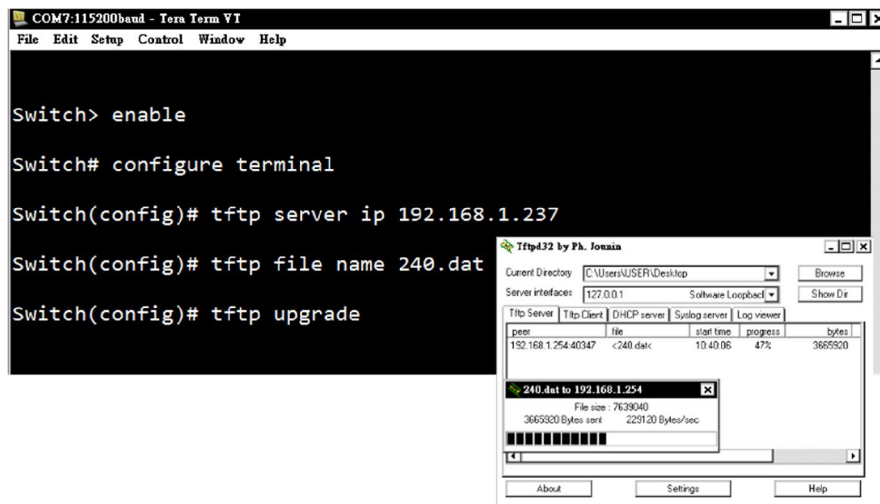 COM7:115200baud - Tera Term VT
File Edit Setup Control Window Help
Switch> enable
Switch# configure terminal
Switch(config)# tftp server ip 192.168.1.237
Switch(config)# tftp file name 240.dat
Switch(config)# tftp upgrade
Tftpd32 by Ph. Jounin
Current Directory C:\Users\USER\Desktop Browse
Server interfaces 127.0.0.1 Software Loopbacl Show Dir
Tftp Server Tftp Client DHCP server Syslog server Log viewer
peer file start time progress bytes
192.168.1.254:40347 <240.dat< 10:40:06 47% 3665920
240.dat to 192.168.1.254
File size : 7639040
3665920 Bytes sent 229120 Bytes/sec
About Settings Help